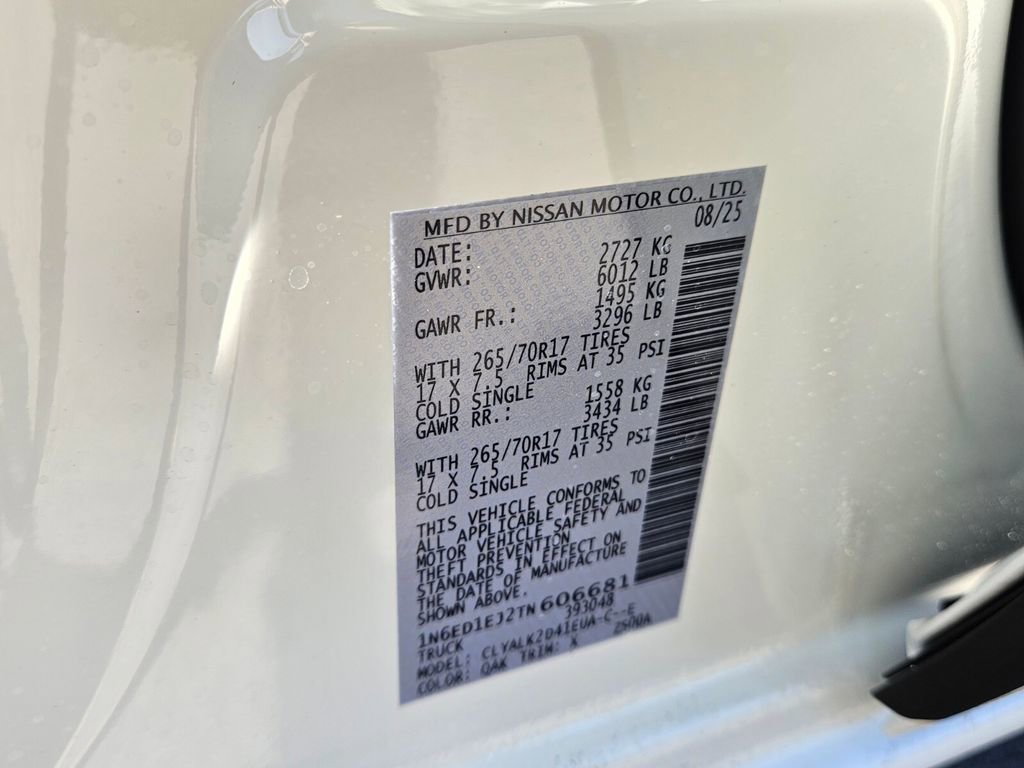 MFD BY NISSAN MOTOR CO., LTD.
DATE: 08/25
GVWR: 2727 KG
6012 LB
GAWR FR.: 1495 KG
3296 LB
WITH 265/70R17 TIRES
17 X 7.5 RIMS AT 35 PSI
COLD SINGLE
GAWR RR.: 1558 KG
3434 LB
WITH 265/70R17 TIRES
17 X 7.5 RIMS AT 35 PSI
COLD SINGLE
THIS VEHICLE CONFORMS TO
ALL APPLICABLE FEDERAL
MOTOR VEHICLE SAFETY AND
THEFT PREVENTION
STANDARDS IN EFFECT ON
THE DATE OF MANUFACTURE
SHOWN ABOVE.
1N6ED1EJ2TN606681
TRUCK 393048
MODEL: CLYALK2D41EUA-C--E
COLOR: QAK TRIM: X 2500A